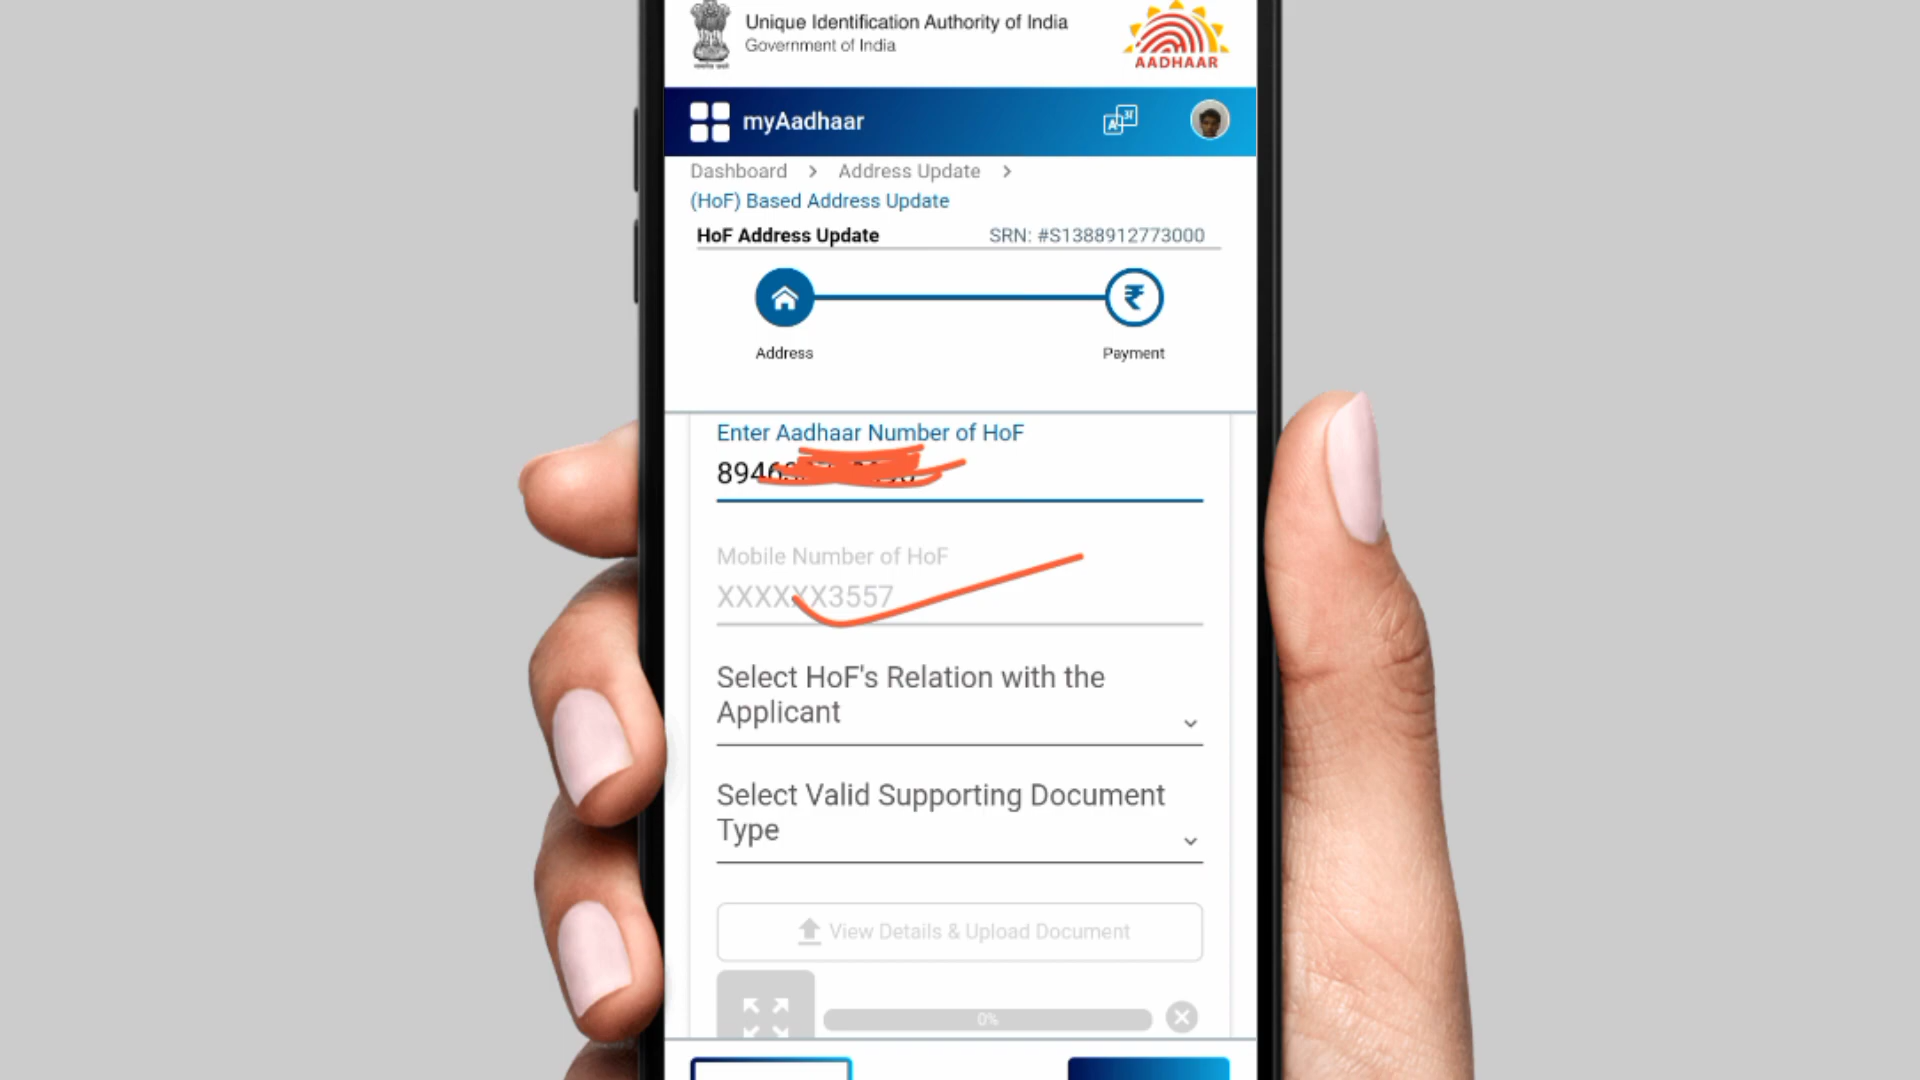 Unique Identification Authority of India
Government of India
AADHAAR
myAadhaar
Dashboard > Address Update >
(HoF) Based Address Update
HoF Address Update SRN: #S1388912773000
₹
Address Payment
Enter Aadhaar Number of HoF
8946
Mobile Number of HoF
XXXXXX3557
Select HoF's Relation with the
Applicant
Select Valid Supporting Document
Type
View Details & Upload Document
0%